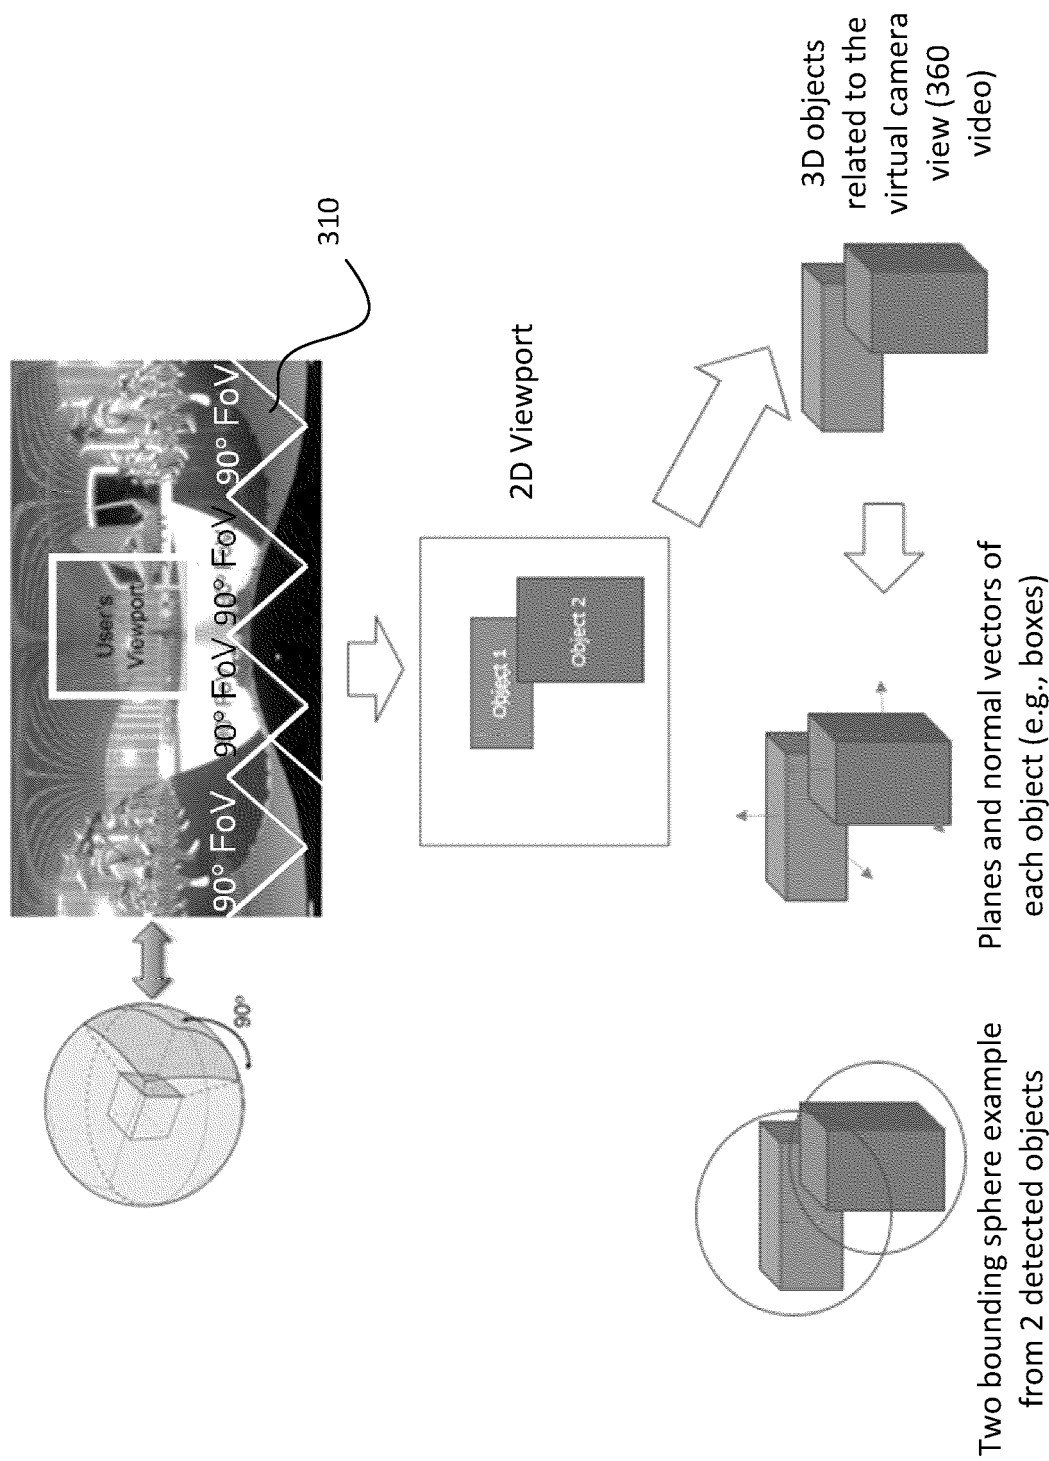 90°
User's
Viewport
90° FoV 90° FoV 90° FoV 90° FoV
310
2D Viewport
Object 1
Object 2
3D objects
related to the
virtual camera
view (360
video)
Planes and normal vectors of
each object (e.g., boxes)
Two bounding sphere example
from 2 detected objects